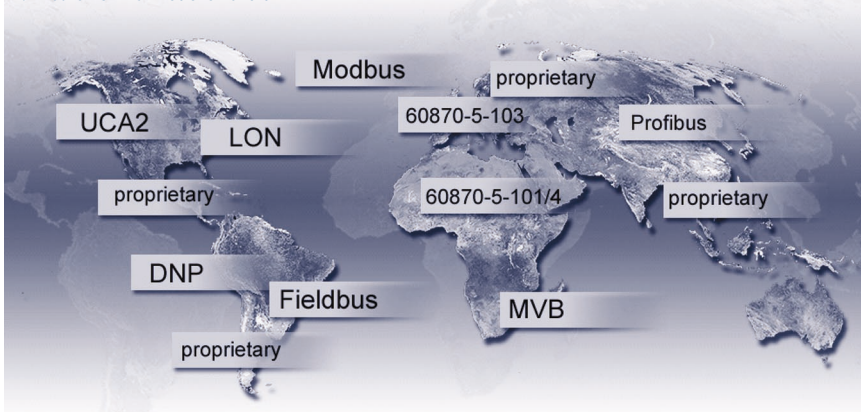 Modbus
proprietary
UCA2
LON
60870-5-103
Profibus
proprietary
60870-5-101/4
proprietary
DNP
Fieldbus
MVB
proprietary